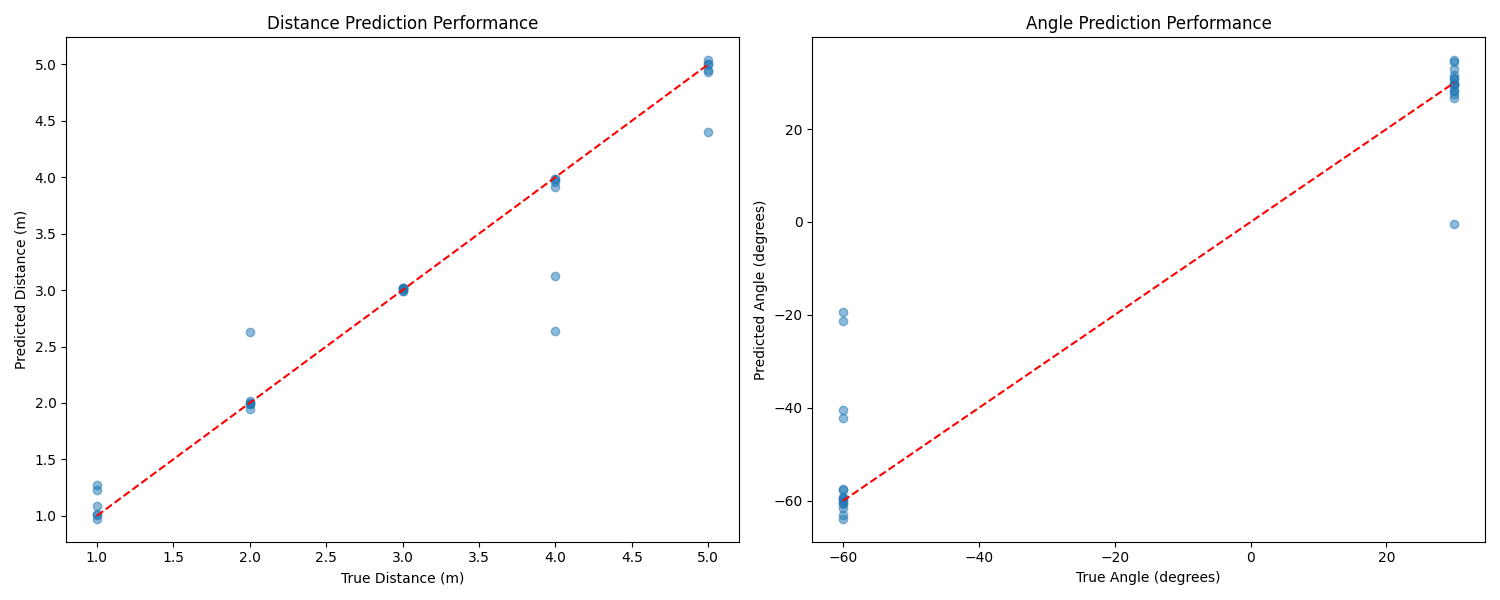 Distance Prediction Performance
Predicted Distance (m)
5.0
4.5
4.0
3.5
3.0
2.5
2.0
1.5
1.0
1.0 1.5 2.0 2.5 3.0 3.5 4.0 4.5 5.0
True Distance (m)
Angle Prediction Performance
Predicted Angle (degrees)
20
0
−20
−40
−60
−60 −40 −20 0 20
True Angle (degrees)